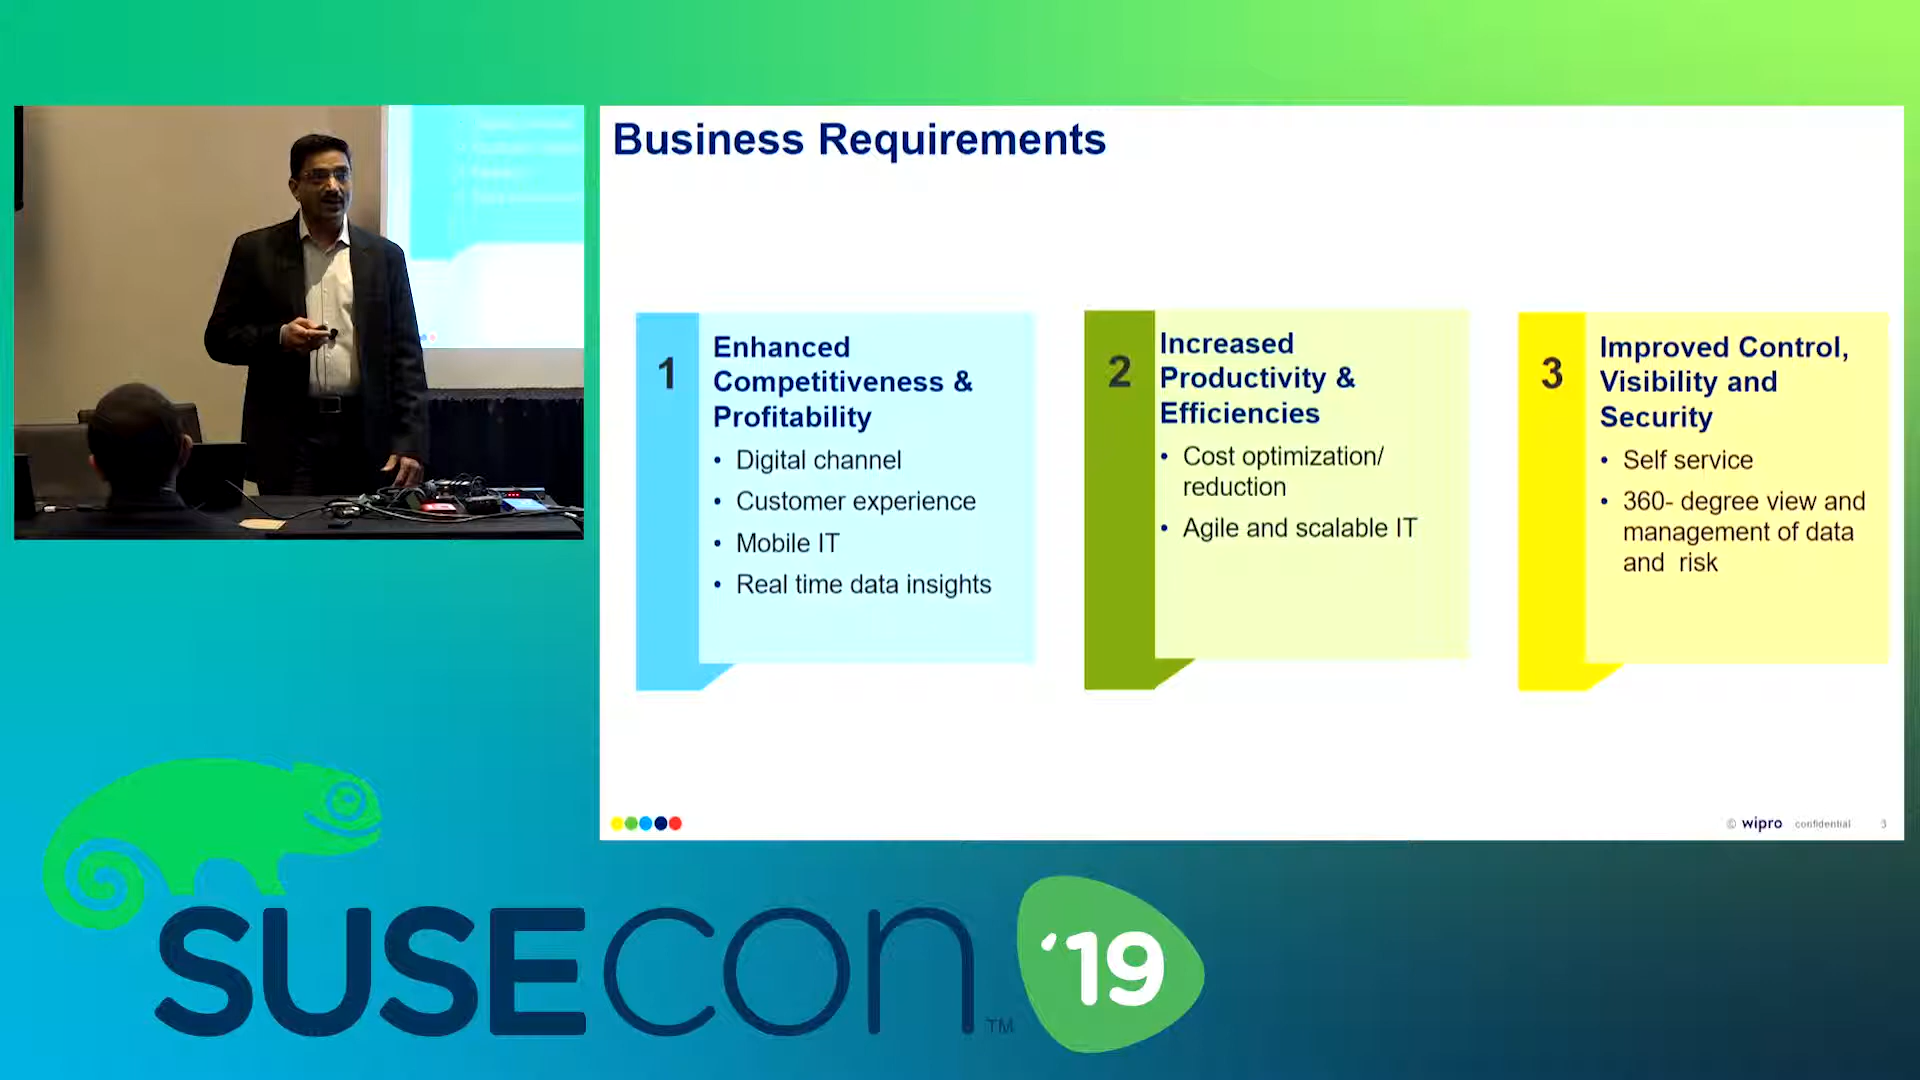 Business Requirements
1
Enhanced
Competitiveness &
Profitability
• Digital channel
• Customer experience
• Mobile IT
• Real time data insights
2
Increased
Productivity &
Efficiencies
• Cost optimization/
reduction
• Agile and scalable IT
3
Improved Control,
Visibility and
Security
• Self service
• 360- degree view and
management of data
and risk
© wipro confidential 3
SUSECON TM '19